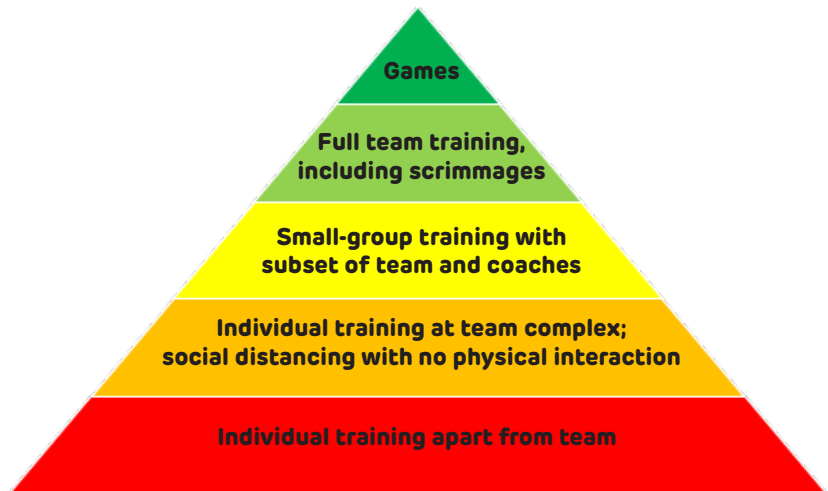 Games
Full team training,
including scrimmages
Small-group training with
subset of team and coaches
Individual training at team complex;
social distancing with no physical interaction
Individual training apart from team